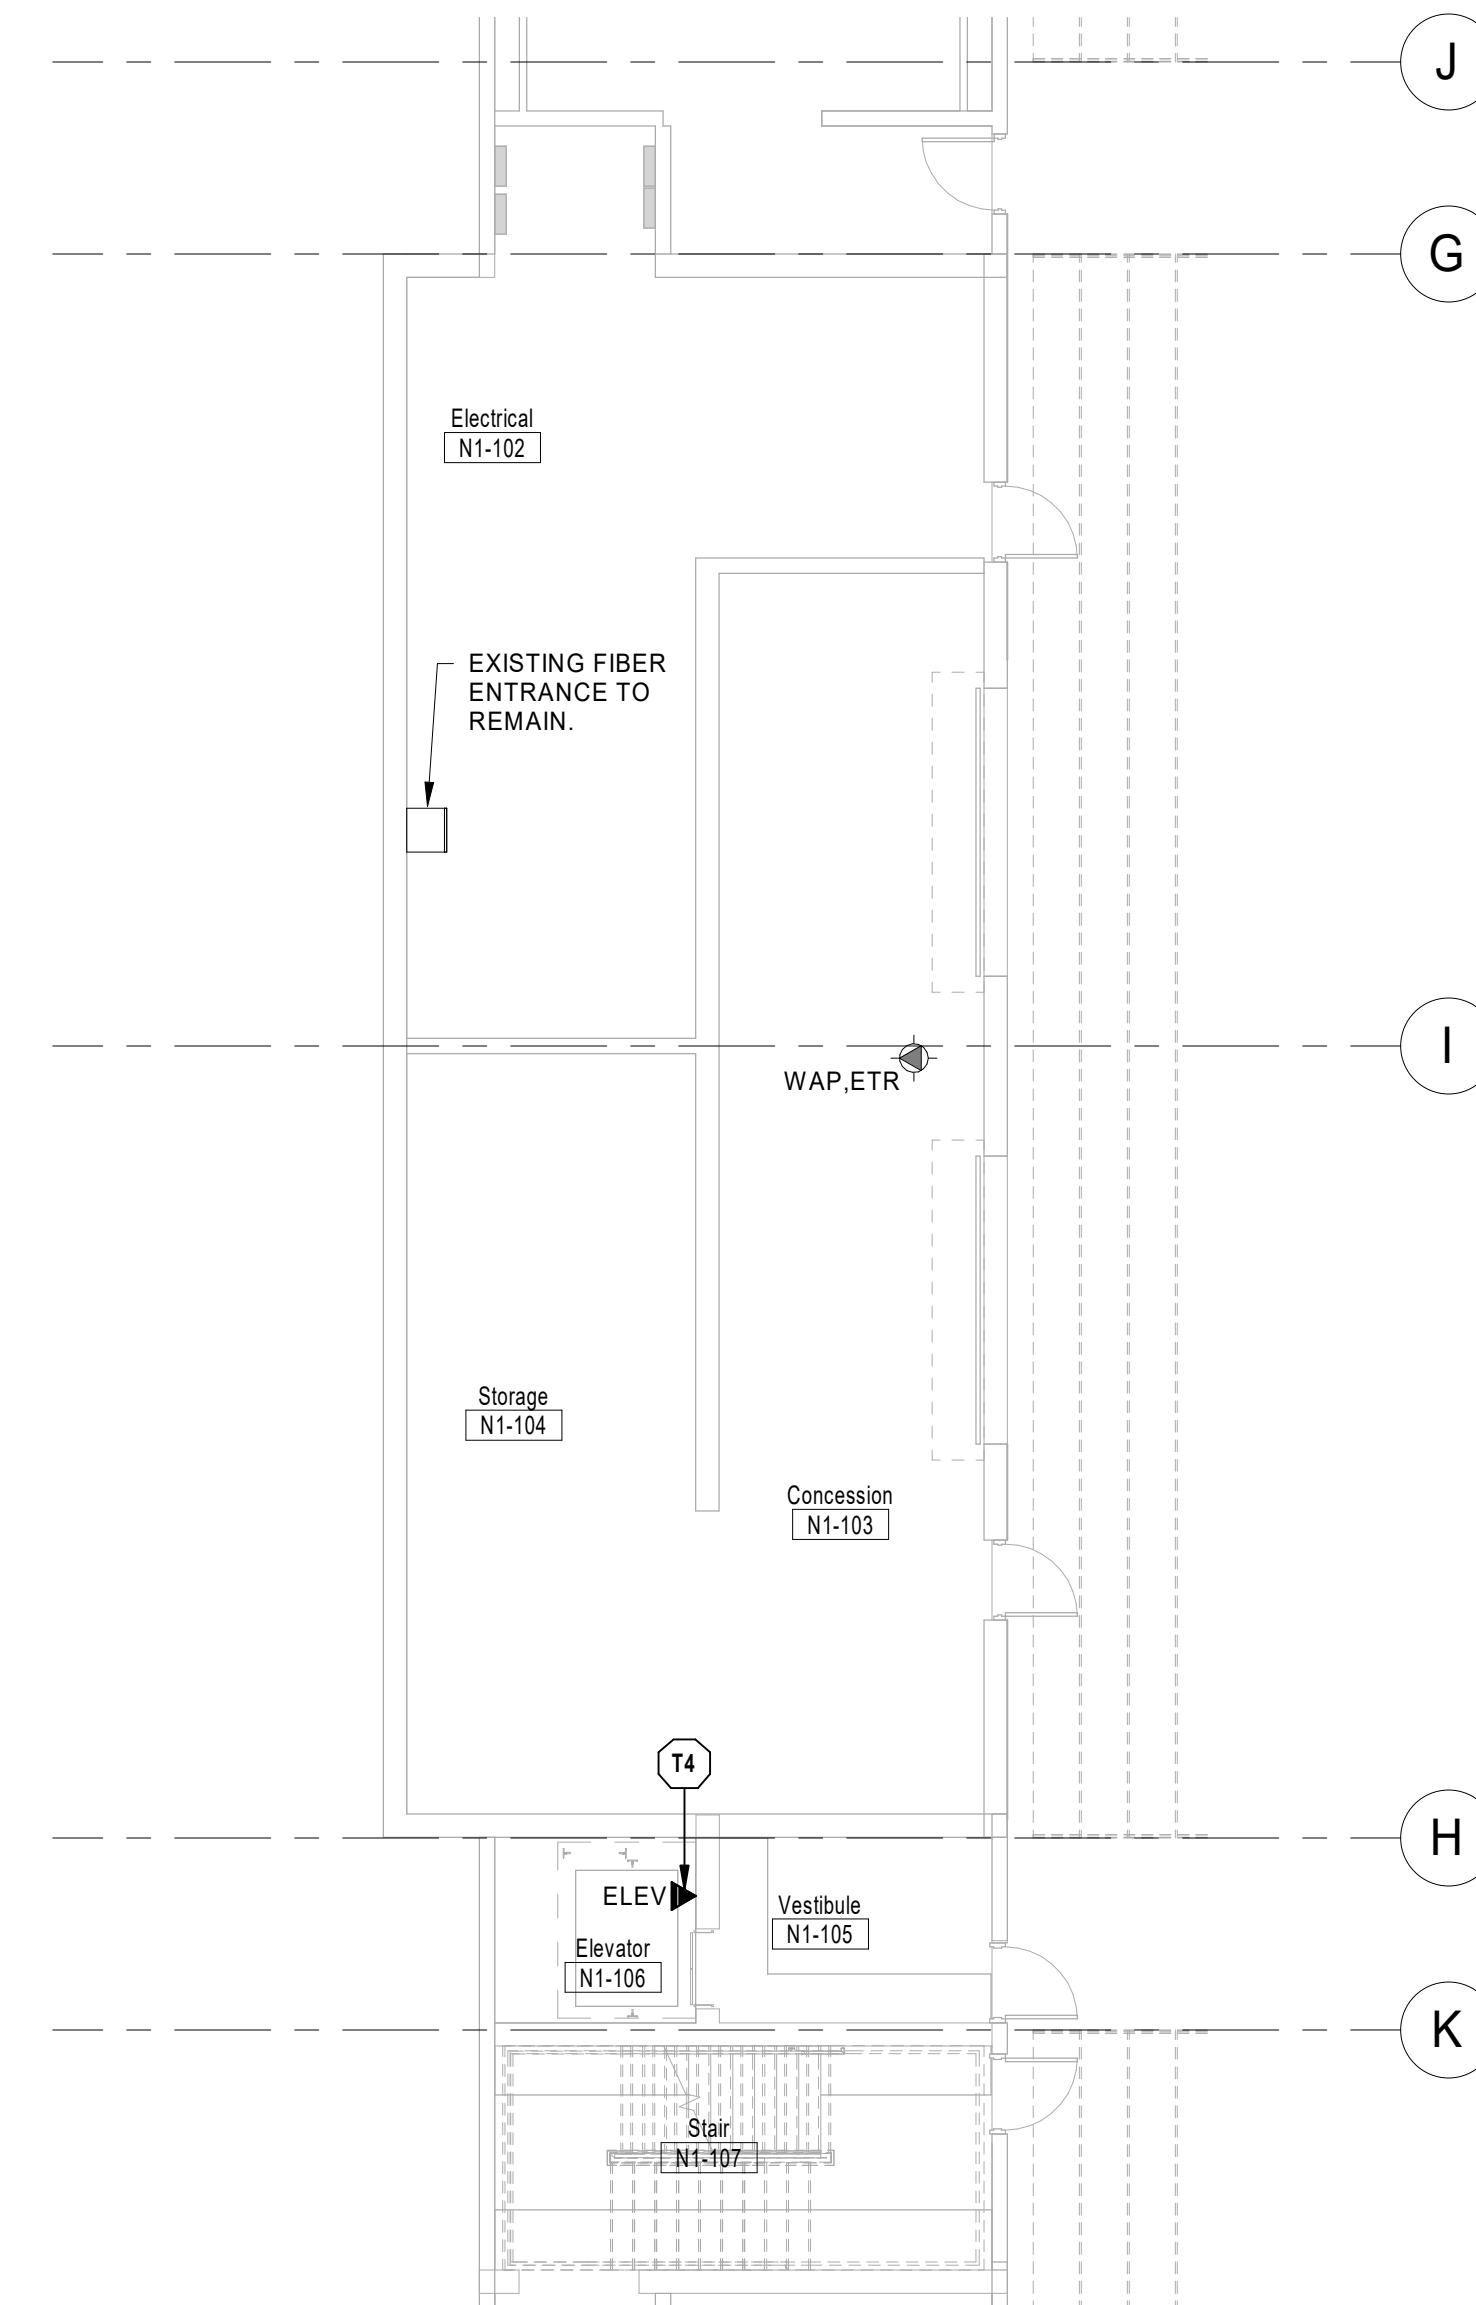 J
G
Electrical
N1-102
EXISTING FIBER
ENTRANCE TO
REMAIN.
I
WAP,ETR
Storage
N1-104
Concession
N1-103
T4
H
ELEV
Vestibule
N1-105
Elevator
N1-106
K
Stair
N1-107